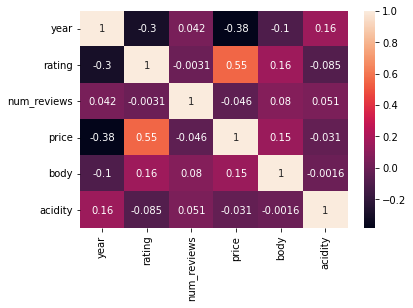 year 1 -0.3 0.042 -0.38 -0.1 0.16
rating -0.3 1 -0.0031 0.55 0.16 -0.085
num_reviews 0.042 -0.0031 1 -0.046 0.08 0.051
price -0.38 0.55 -0.046 1 0.15 -0.031
body -0.1 0.16 0.08 0.15 1 -0.0016
acidity 0.16 -0.085 0.051 -0.031 -0.0016 1
year rating num_reviews price body acidity
1.0
0.8
0.6
0.4
0.2
0.0
-0.2